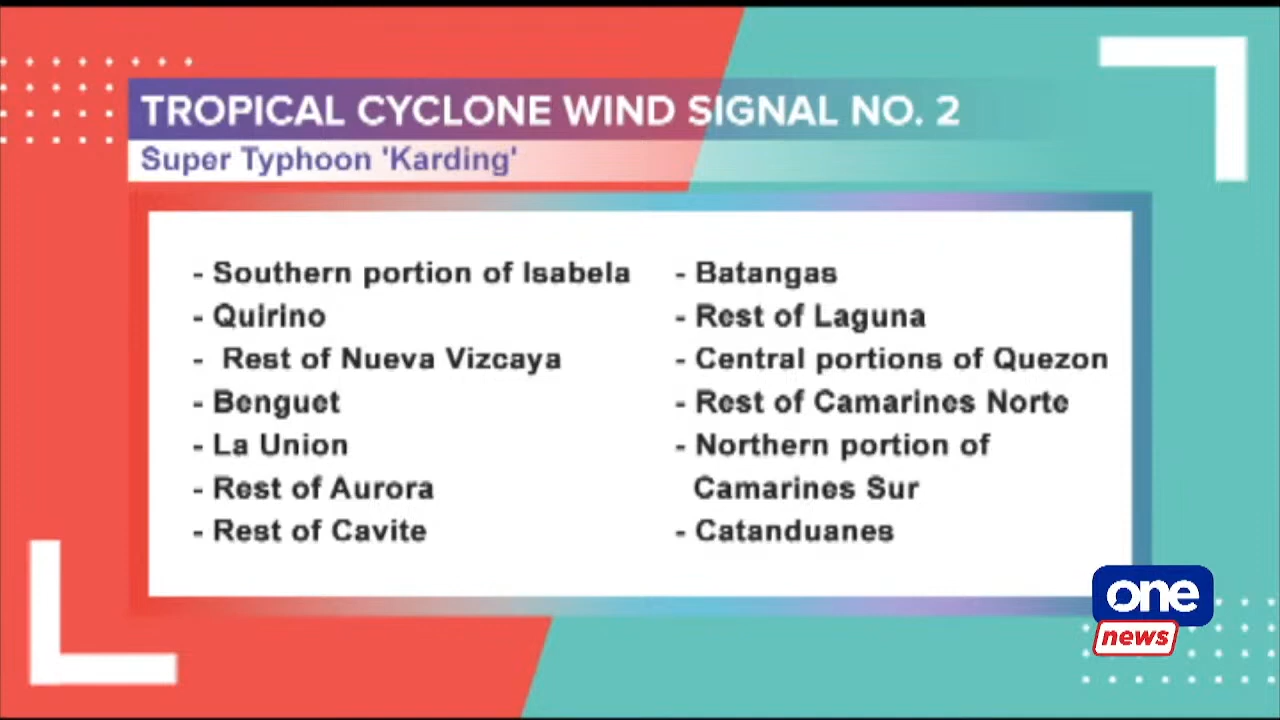 TROPICAL CYCLONE WIND SIGNAL NO. 2
Super Typhoon 'Karding'
- Southern portion of Isabela
- Quirino
- Rest of Nueva Vizcaya
- Benguet
- La Union
- Rest of Aurora
- Rest of Cavite
- Batangas
- Rest of Laguna
- Central portions of Quezon
- Rest of Camarines Norte
- Northern portion of
Camarines Sur
- Catanduanes
one
news